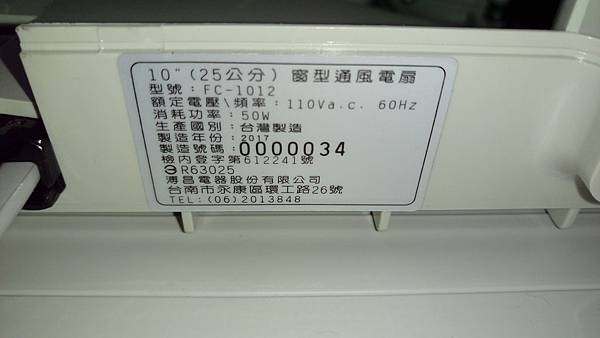 10"(25公分) 窗型通風電扇
型號：FC-1012
額定電壓\頻率：110Va.c. 60Hz
消耗功率：50W
生產國別：台灣製造
製造年份：2017
製造號碼：0000034
檢內登字第612241號
R63025
溥昌電器股份有限公司
台南市永康區環工路26號
TEL：(06)2013848